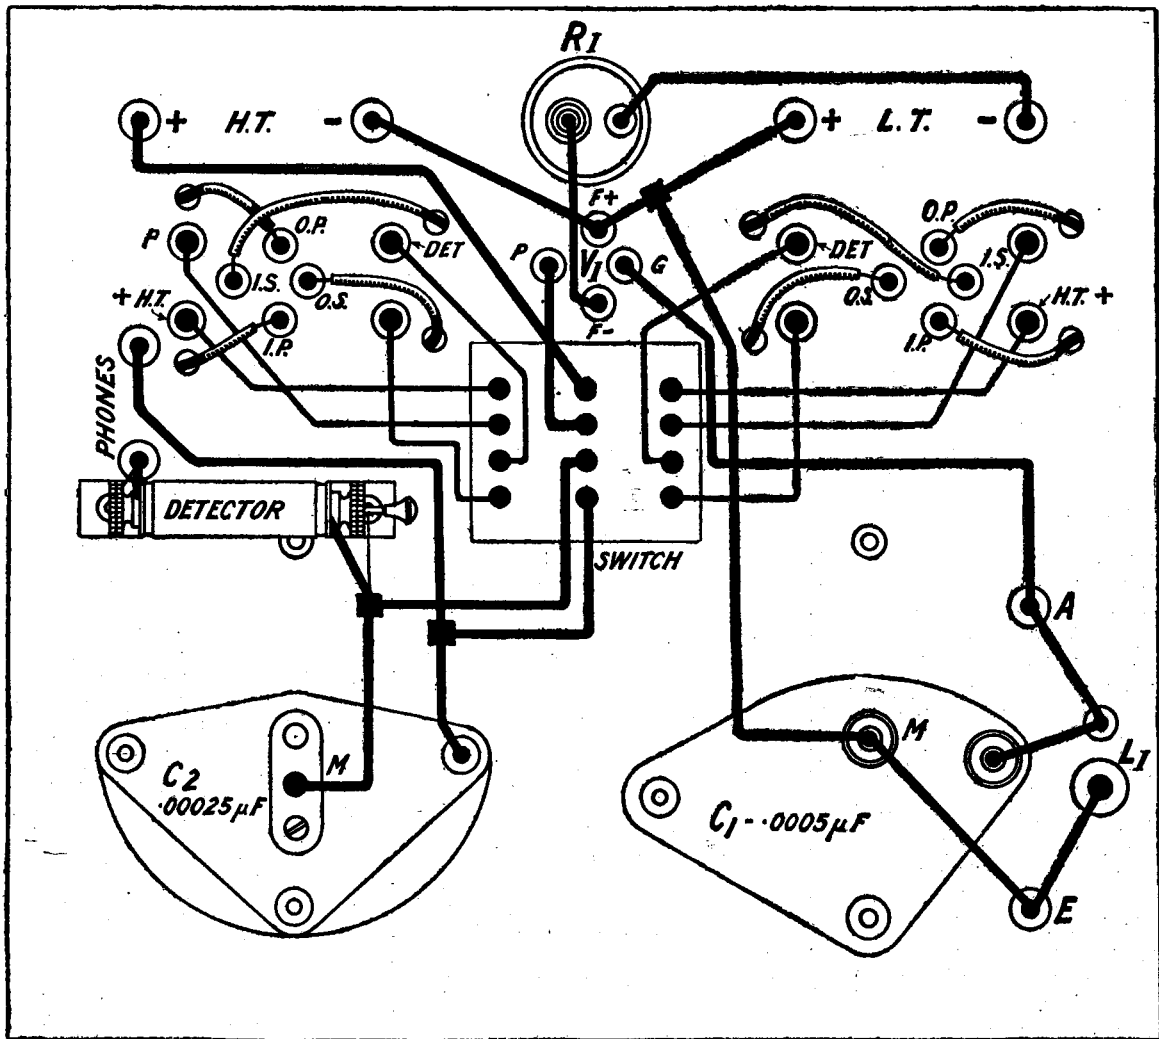 R1
+ H.T. -
+ L.T. -
F+
O.P.
P
DET
P
V1
G
DET
O.P.
I.S.
I.S.
O.S.
O.S.
+ H.T.
H.T. +
F-
I.P.
I.P.
PHONES
DETECTOR
SWITCH
A
M
L1
C2
.00025μF
M
C1 - .0005μF
E